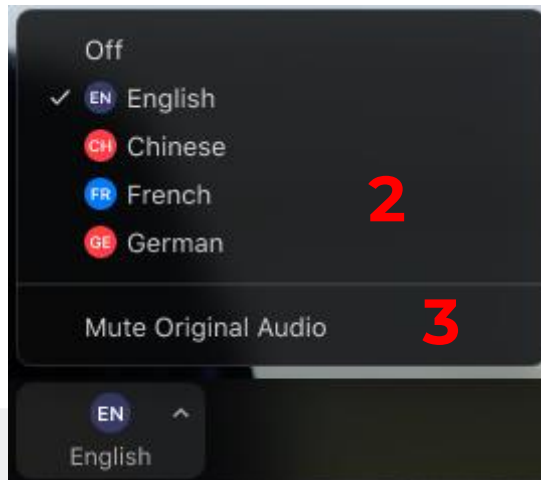 Off
EN English
CH Chinese
FR French
2
GE German
Mute Original Audio
3
EN
English